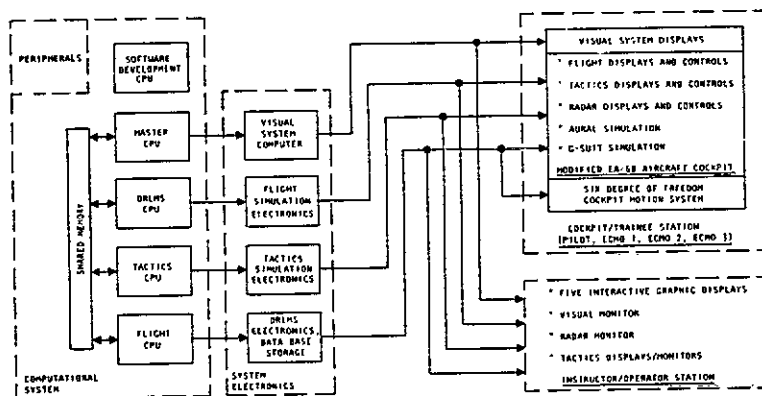 PERIPHERALS
SOFTWARE
DEVELOPMENT
CPU
SHARED MEMORY
MASTER
CPU
DRLMS
CPU
TACTICS
CPU
FLIGHT
CPU
COMPUTATIONAL
SYSTEM
VISUAL
SYSTEM
COMPUTER
FLIGHT
SIMULATION
ELECTRONICS
TACTICS
SIMULATION
ELECTRONICS
DRLMS
ELECTRONICS,
DATA BASE
STORAGE
SYSTEM
ELECTRONICS
VISUAL SYSTEM DISPLAYS
* FLIGHT DISPLAYS AND CONTROLS
* TACTICS DISPLAYS AND CONTROLS
* RADAR DISPLAYS AND CONTROLS
* AURAL SIMULATION
* G-SUIT SIMULATION
MODIFIED EA-6B AIRCRAFT COCKPIT
SIX DEGREE OF FREEDOM
COCKPIT MOTION SYSTEM
COCKPIT/TRAINEE STATION
(PILOT, ECMO 1, ECMO 2, ECMO 3)
* FIVE INTERACTIVE GRAPHIC DISPLAYS
* VISUAL MONITOR
* RADAR MONITOR
* TACTICS DISPLAYS/MONITORS
INSTRUCTOR/OPERATOR STATION